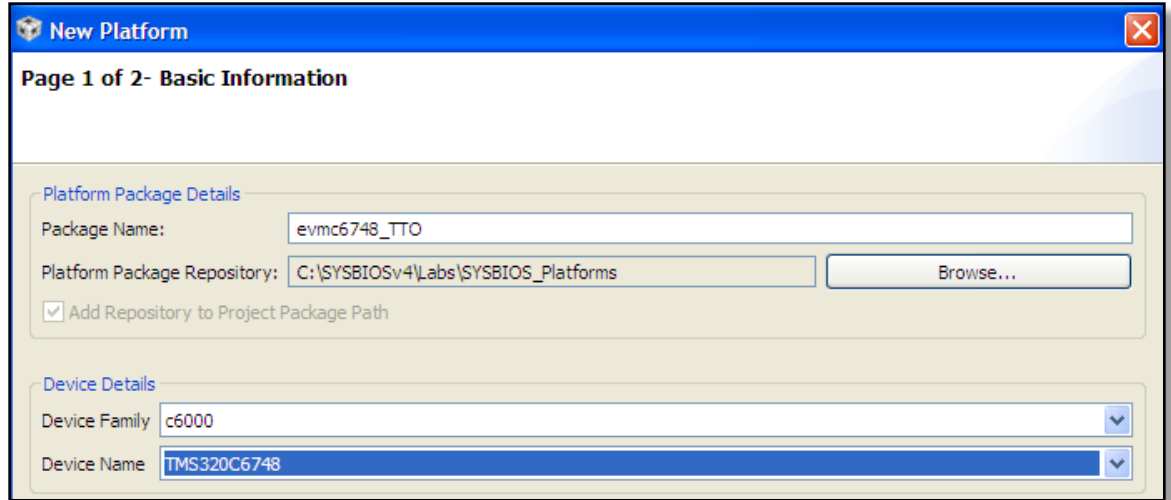 New Platform
Page 1 of 2- Basic Information
Platform Package Details
Package Name: evmc6748_TTO
Platform Package Repository: C:\SYSBIOSv4\Labs\SYSBIOS_Platforms Browse...
Add Repository to Project Package Path
Device Details
Device Family c6000
Device Name TMS320C6748